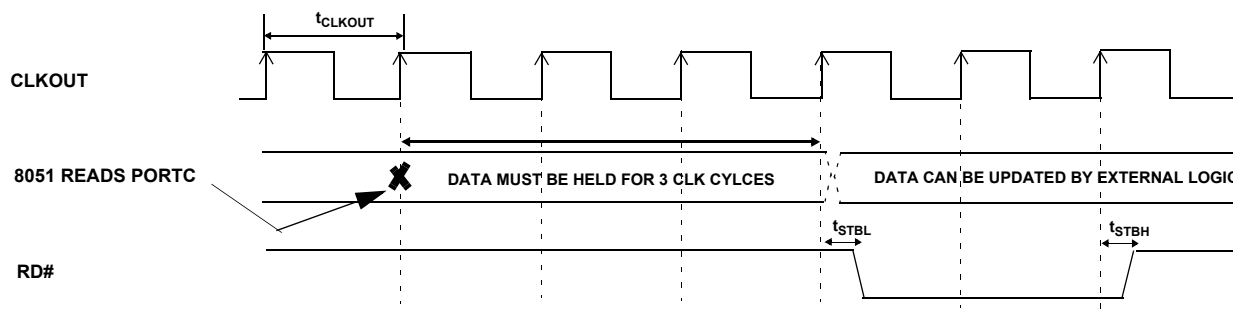 tCLKOUT
CLKOUT
8051 READS PORTC
DATA MUST BE HELD FOR 3 CLK CYLCES
DATA CAN BE UPDATED BY EXTERNAL LOGIC
tSTBL
tSTBH
RD#